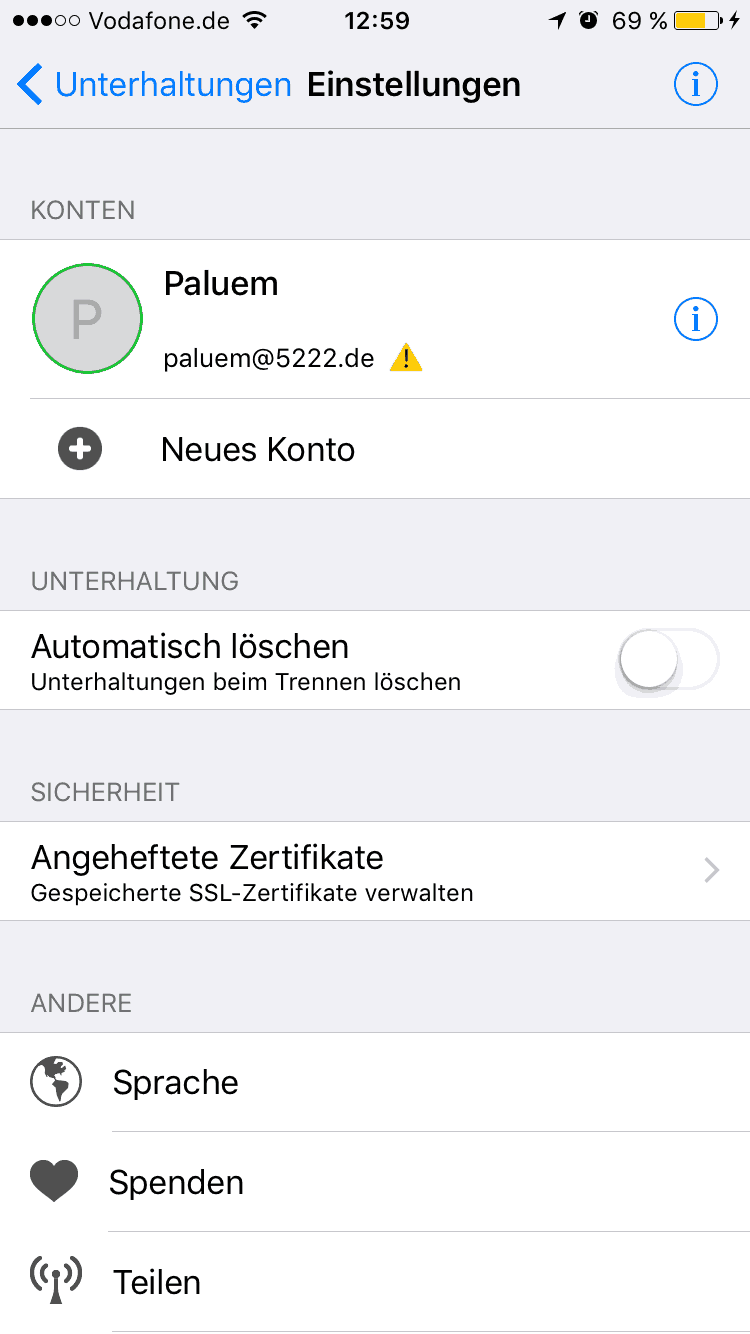 Vodafone.de 12:59 69 %
Unterhaltungen Einstellungen
KONTEN
P
Paluem
paluem@5222.de
Neues Konto
UNTERHALTUNG
Automatisch löschen
Unterhaltungen beim Trennen löschen
SICHERHEIT
Angeheftete Zertifikate
Gespeicherte SSL-Zertifikate verwalten
ANDERE
Sprache
Spenden
Teilen